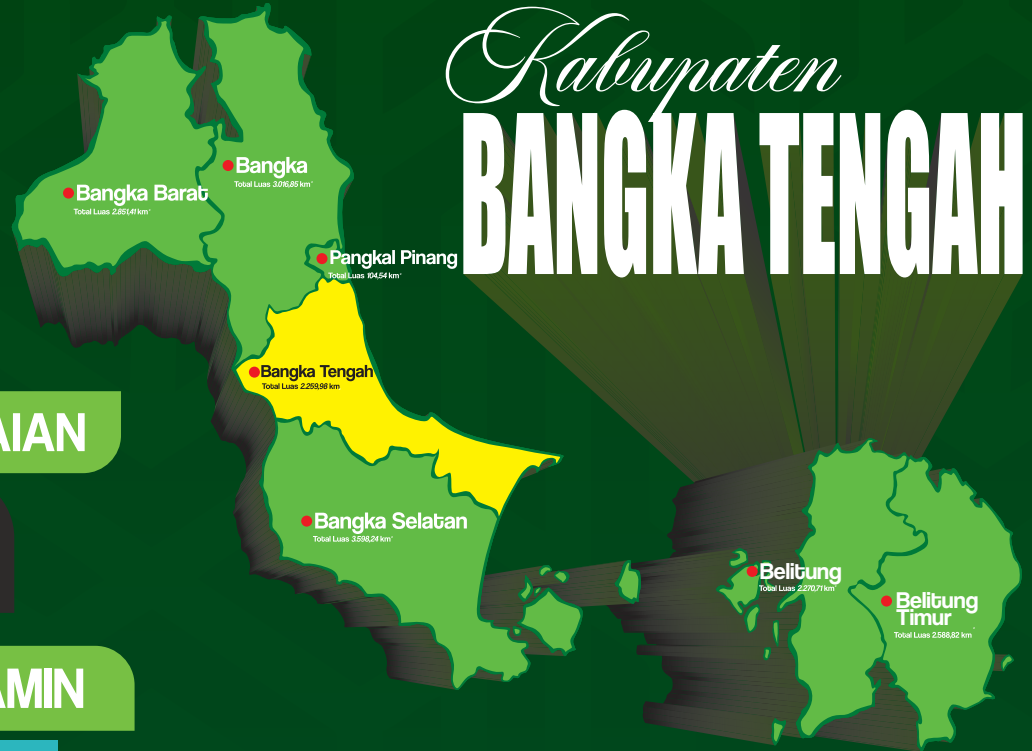 Kabupaten
BANGKA TENGAH
Bangka
Total Luas 3.016,85 km²
Bangka Barat
Total Luas 2.851,41 km²
Pangkal Pinang
Total Luas 104,54 km²
Bangka Tengah
Total Luas 2.259,98 km
AIAN
Bangka Selatan
Total Luas 3.598,24 km²
Belitung
Total Luas 2.270,71 km²
Belitung
Timur
Total Luas 2.588,82 km
AMIN